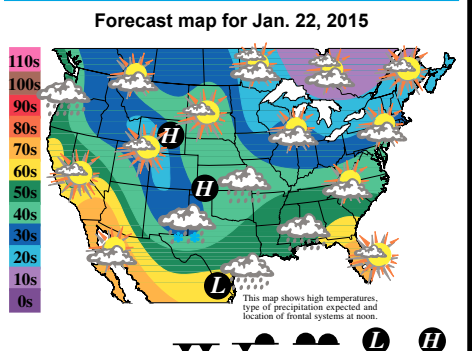 Forecast map for Jan. 22, 2015
110s
100s
90s
80s
70s
60s
50s
40s
30s
20s
10s
0s
H
H
L
This map shows high temperatures,
type of precipitation expected and
location of frontal systems at noon.
L
H